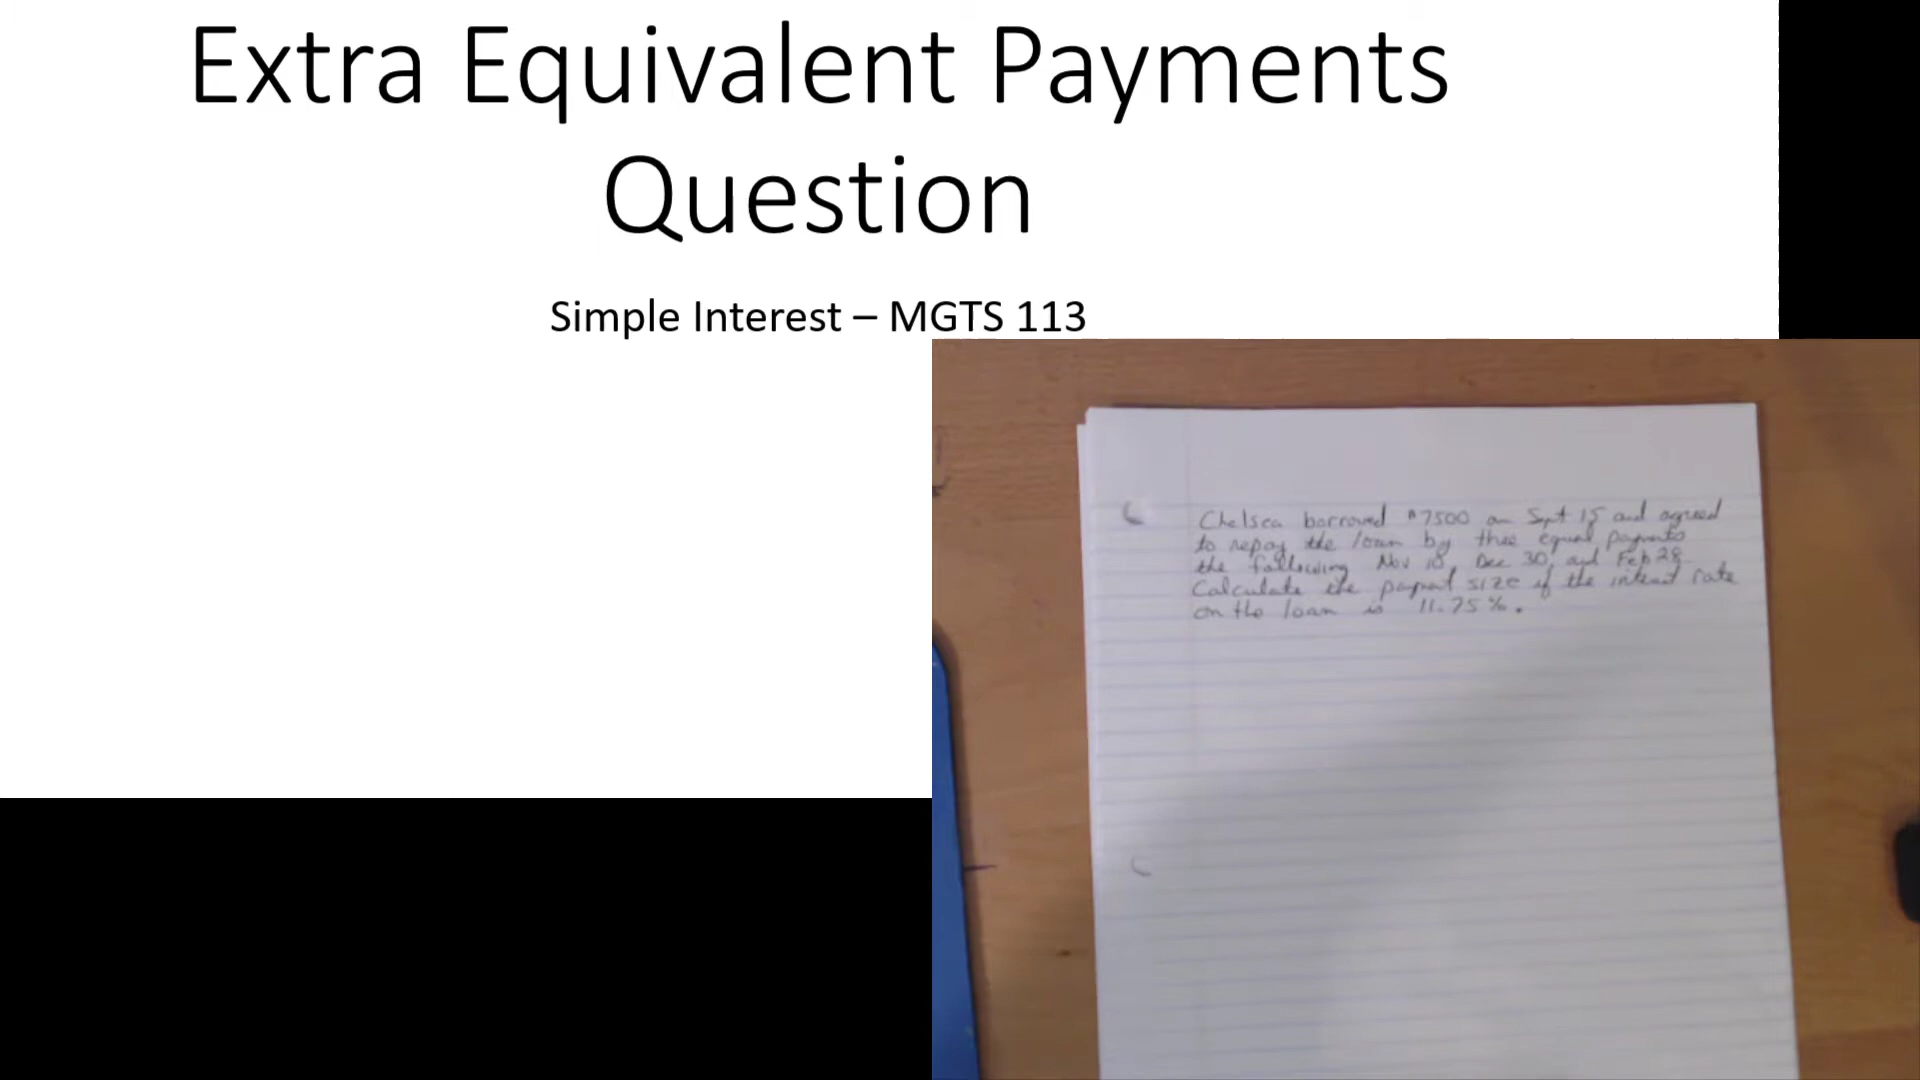 Extra Equivalent Payments
Question
Simple Interest – MGTS 113
Chelsea borrowed $7500 on Sept 15 and agreed
to repay the loan by three equal payments
the following Nov 10, Dec 30, and Feb 28.
Calculate the payment size if the interest rate
on the loan is 11.75%.